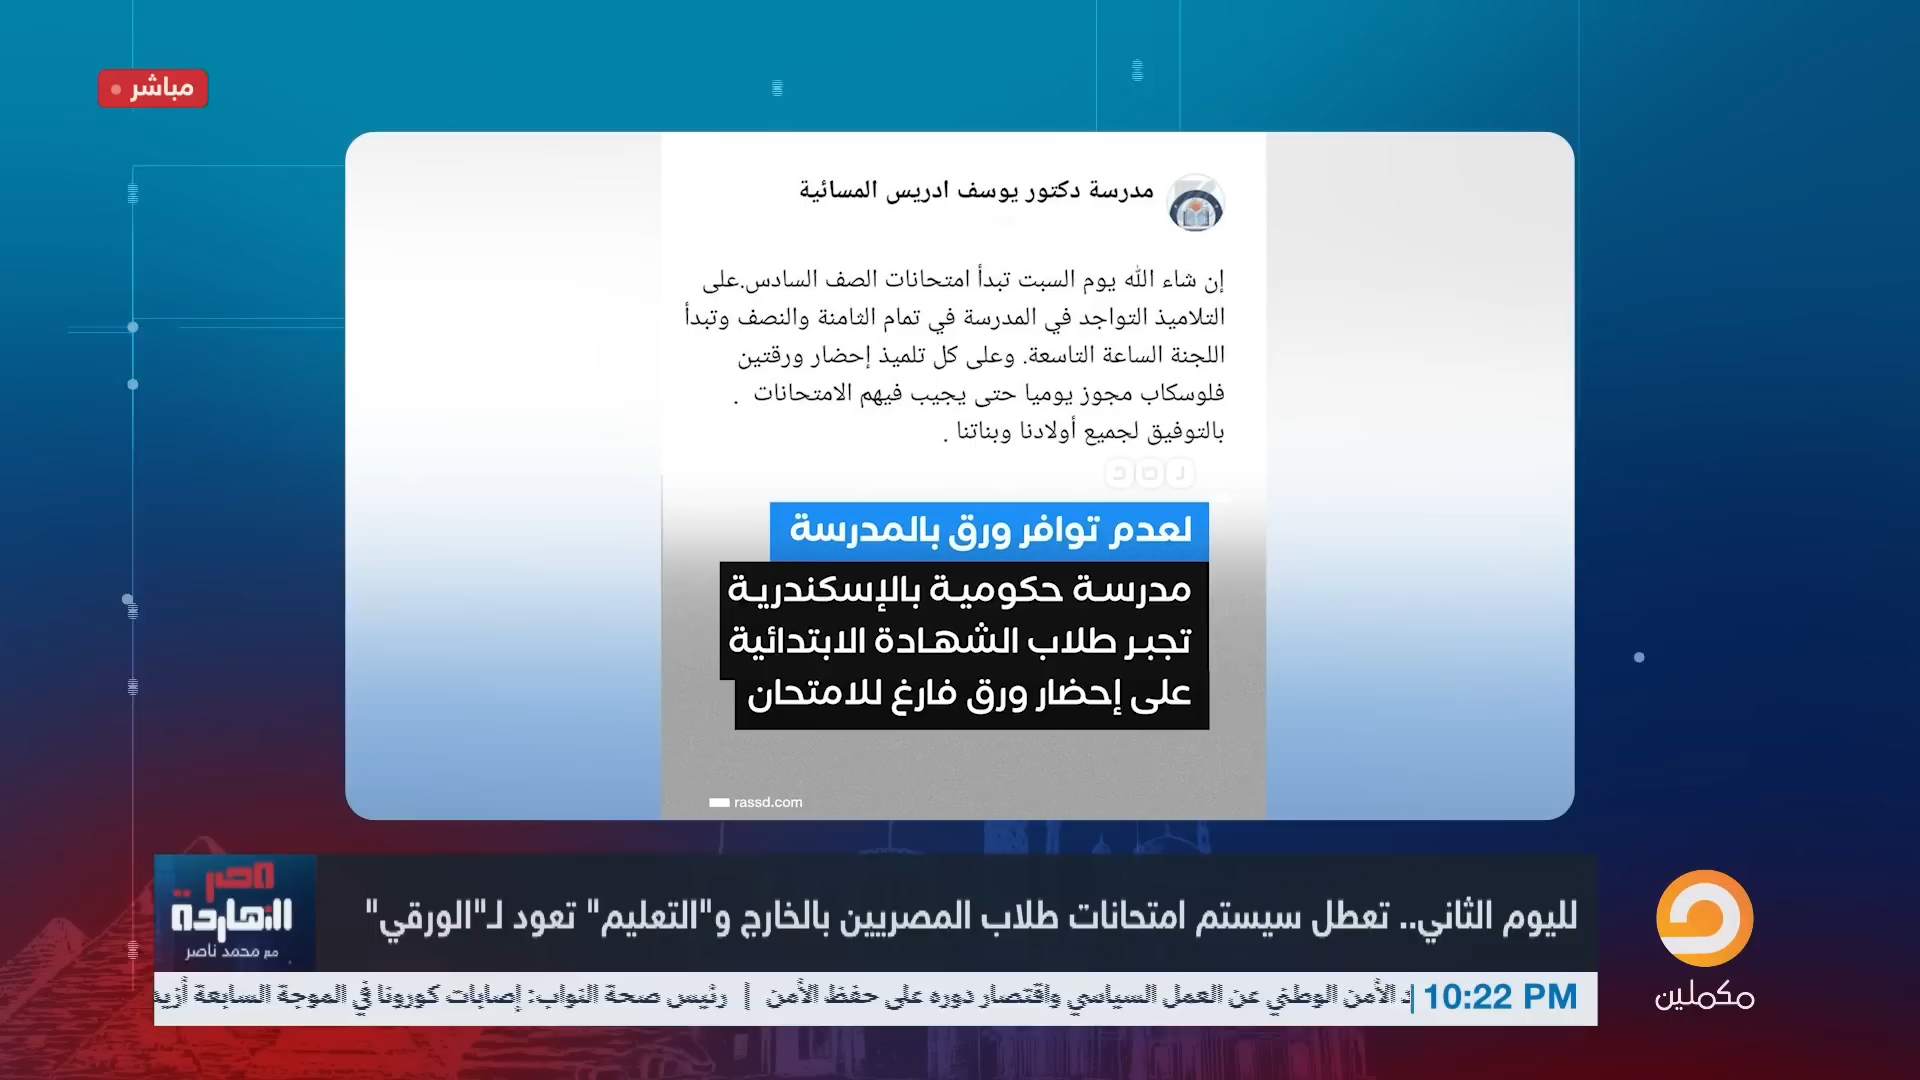 مباشر
مدرسة دكتور يوسف ادريس المسائية
إن شاء الله يوم السبت تبدأ امتحانات الصف السادس.على
التلاميذ التواجد في المدرسة في تمام الثامنة والنصف وتبدأ
اللجنة الساعة التاسعة. وعلى كل تلميذ إحضار ورقتين
فلوسكاب مجوز يوميا حتى يجيب فيهم الامتحانات .
بالتوفيق لجميع أولادنا وبناتنا .
رصد
لعدم توافر ورق بالمدرسة
مدرسة حكومية بالإسكندرية
تجبر طلاب الشهادة الابتدائية
على إحضار ورق فارغ للامتحان
rassd.com
لليوم الثاني.. تعطل سيستم امتحانات طلاب المصريين بالخارج و"التعليم" تعود لـ"الورقي"
مصر
النهاردة
مع محمد ناصر
10:22 PM
الأمن الوطني عن العمل السياسي واقتصار دوره على حفظ الأمن | رئيس صحة النواب: إصابات كورونا في الموجة السابعة
مكملين